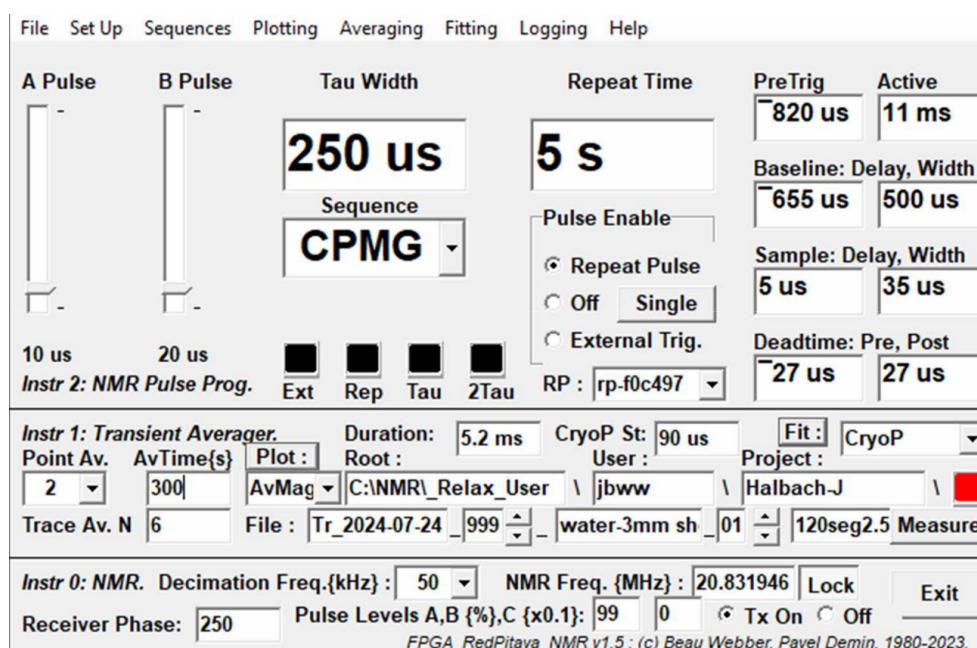 File Set Up Sequences Plotting Averaging Fitting Logging Help
A Pulse B Pulse Tau Width Repeat Time PreTrig Active
‾820 us 11 ms
250 us 5 s
Baseline: Delay, Width
‾655 us 500 us
Sequence
CPMG
Pulse Enable
Repeat Pulse
Off Single
External Trig.
Sample: Delay, Width
5 us 35 us
Deadtime: Pre, Post
‾27 us 27 us
10 us 20 us
Instr 2: NMR Pulse Prog. Ext Rep Tau 2Tau RP : rp-f0c497
Instr 1: Transient Averager. Duration: 5.2 ms CryoP St: 90 us Fit : CryoP
Point Av. AvTime{s} Plot : Root : User : Project :
2 300 AvMag C:\NMR\_Relax_User \ jbww \ Halbach-J \
Trace Av. N 6 File : Tr_2024-07-24 _ 999 _ water-3mm sh _ 01 120seg2.5 Measure
Instr 0: NMR. Decimation Freq.{kHz} : 50 NMR Freq. {MHz} : 20.831946 Lock Exit
Receiver Phase: 250 Pulse Levels A,B {%},C {x0.1}: 99 0 Tx On Off
FPGA_RedPitaya_NMR v1.5 : (c) Beau Webber, Pavel Demin, 1980-2023.